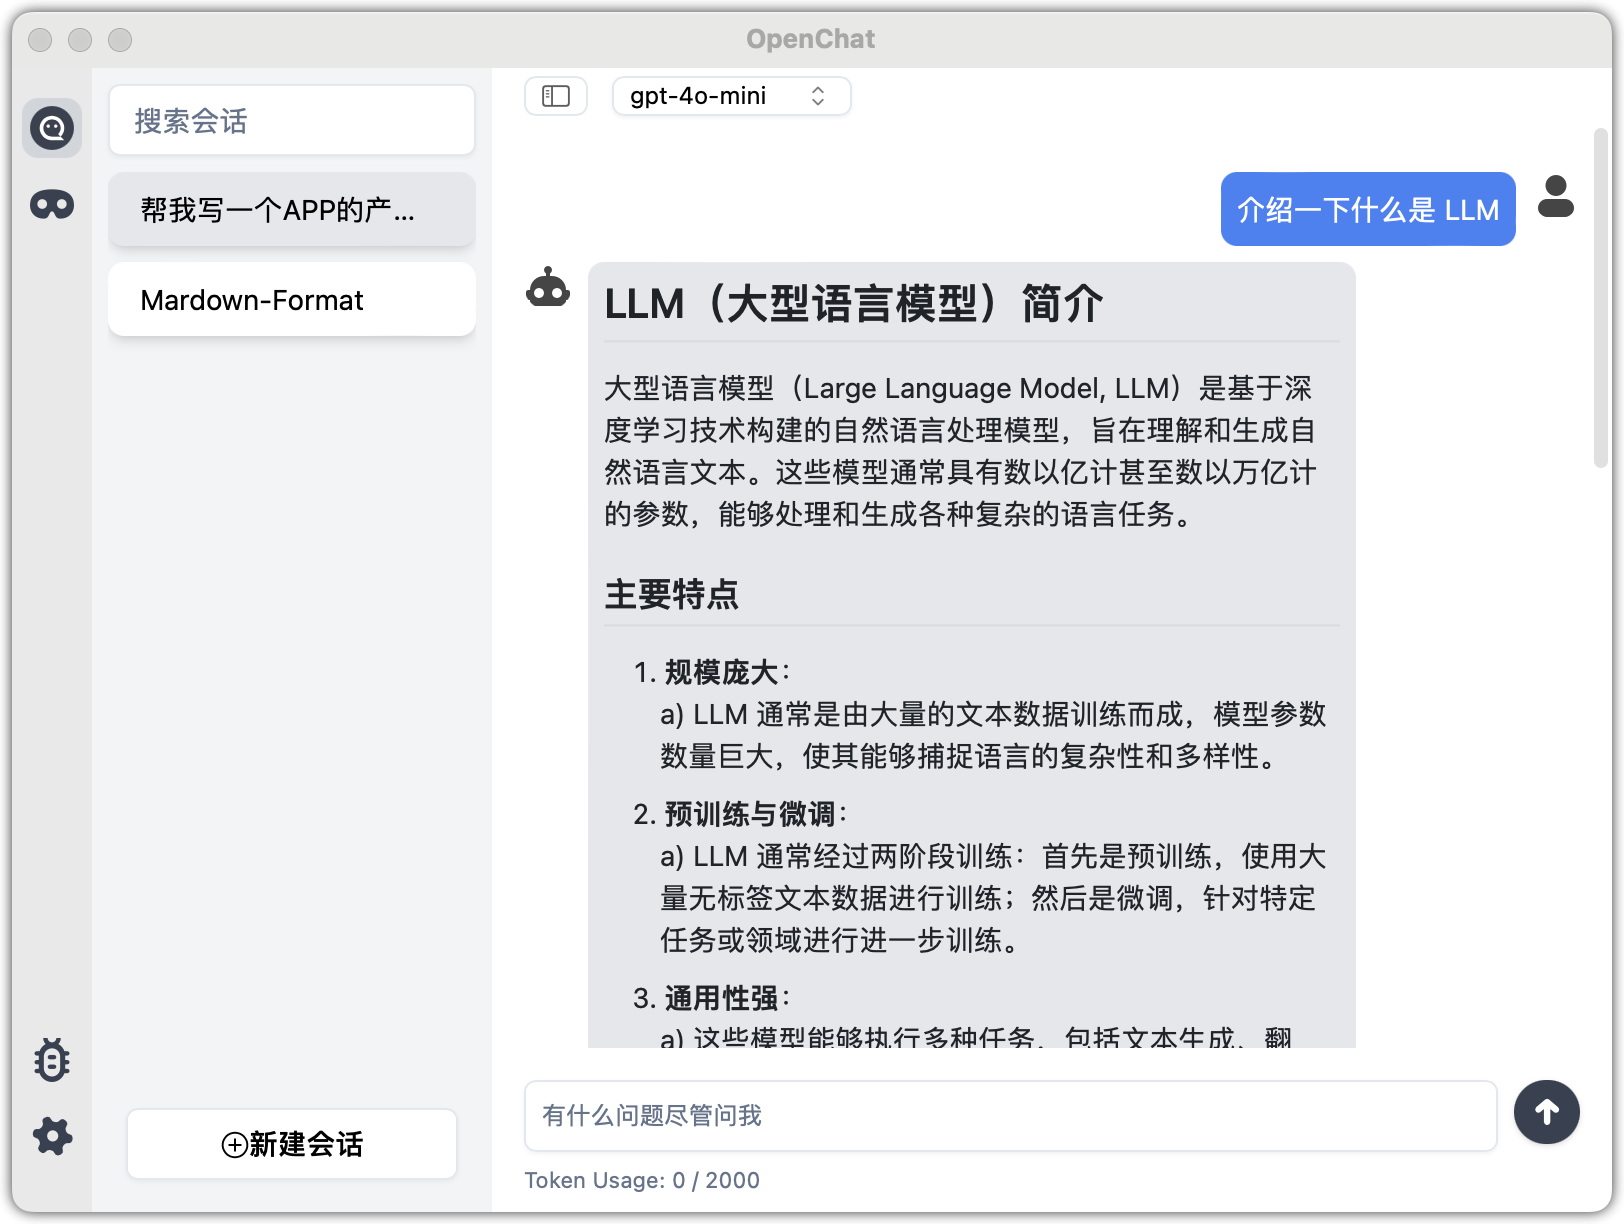 OpenChat
搜索会话
帮我写一个APP的产...
Mardown-Format
⊕新建会话
gpt-4o-mini
介绍一下什么是 LLM
LLM（大型语言模型）简介
大型语言模型（Large Language Model, LLM）是基于深
度学习技术构建的自然语言处理模型，旨在理解和生成自
然语言文本。这些模型通常具有数以亿计甚至数以万亿计
的参数，能够处理和生成各种复杂的语言任务。
主要特点
1. 规模庞大：
a) LLM 通常是由大量的文本数据训练而成，模型参数
数量巨大，使其能够捕捉语言的复杂性和多样性。
2. 预训练与微调：
a) LLM 通常经过两阶段训练：首先是预训练，使用大
量无标签文本数据进行训练；然后是微调，针对特定
任务或领域进行进一步训练。
3. 通用性强：
a) 这些模型能够执行多种任务，包括文本生成、翻
有什么问题尽管问我
Token Usage: 0 / 2000